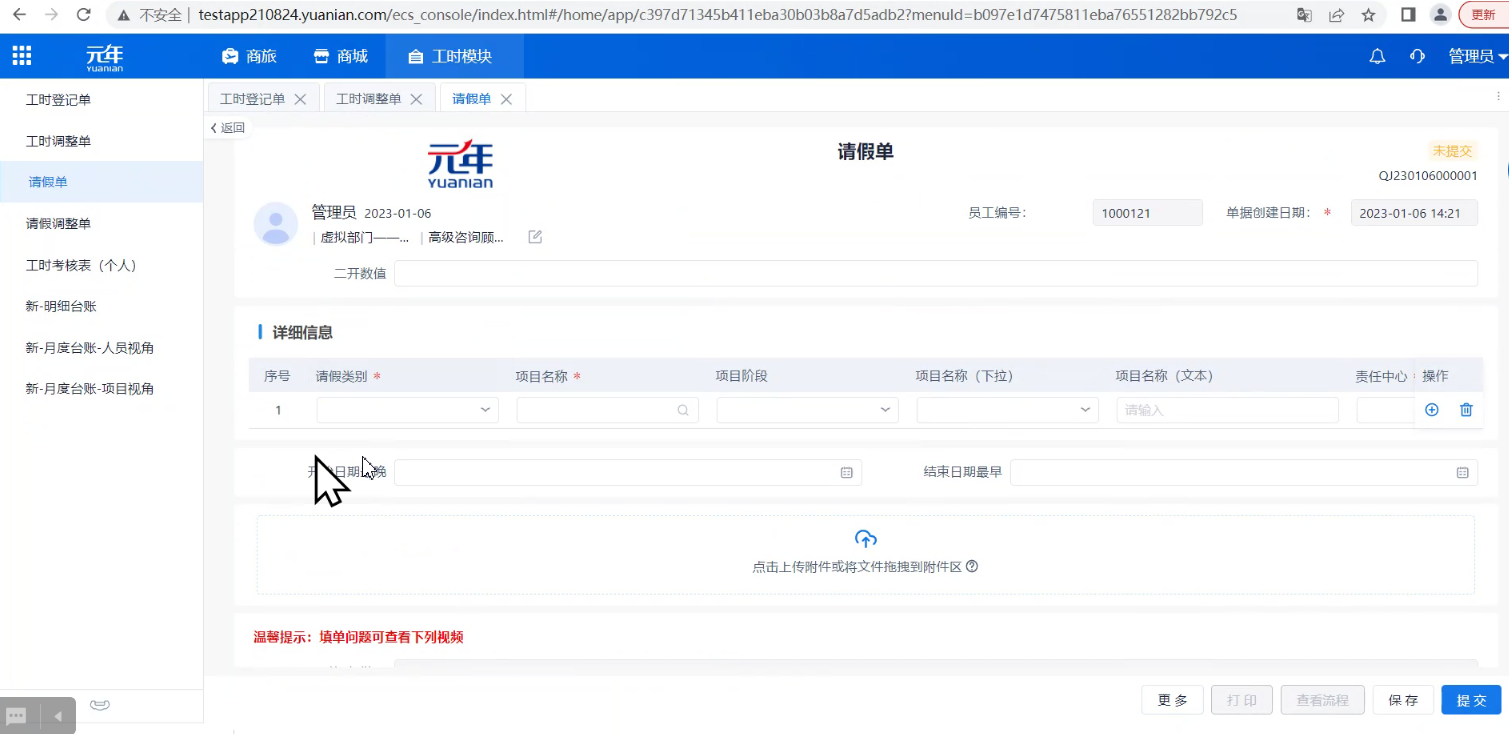 不安全 testapp210824.yuanian.com/ecs_console/index.html#/home/app/c397d71345b411eba30b03b8a7d5adb2?menuId=b097e1d7475811eba76551282bb792c5 更新
元年 YUANIAN 商旅 商城 工时模块 管理员
工时登记单
工时调整单
请假单
请假调整单
工时考核表（个人）
新-明细台账
新-月度台账-人员视角
新-月度台账-项目视角
工时登记单 工时调整单 请假单
返回
元年 YUANIAN
请假单
未提交
QJ230106000001
管理员 2023-01-06
虚拟部门——... 高级咨询顾...
员工编号： 1000121 单据创建日期： * 2023-01-06 14:21
二开数值
详细信息
序号 请假类别 * 项目名称 * 项目阶段 项目名称（下拉） 项目名称（文本） 责任中心 操作
1 请输入
日期 晚 结束日期最早
点击上传附件或将文件拖拽到附件区
温馨提示：填单问题可查看下列视频
更多 打印 查看流程 保存 提交